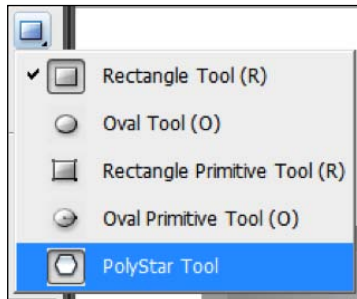 Rectangle Tool (R)
Oval Tool (O)
Rectangle Primitive Tool (R)
Oval Primitive Tool (O)
PolyStar Tool